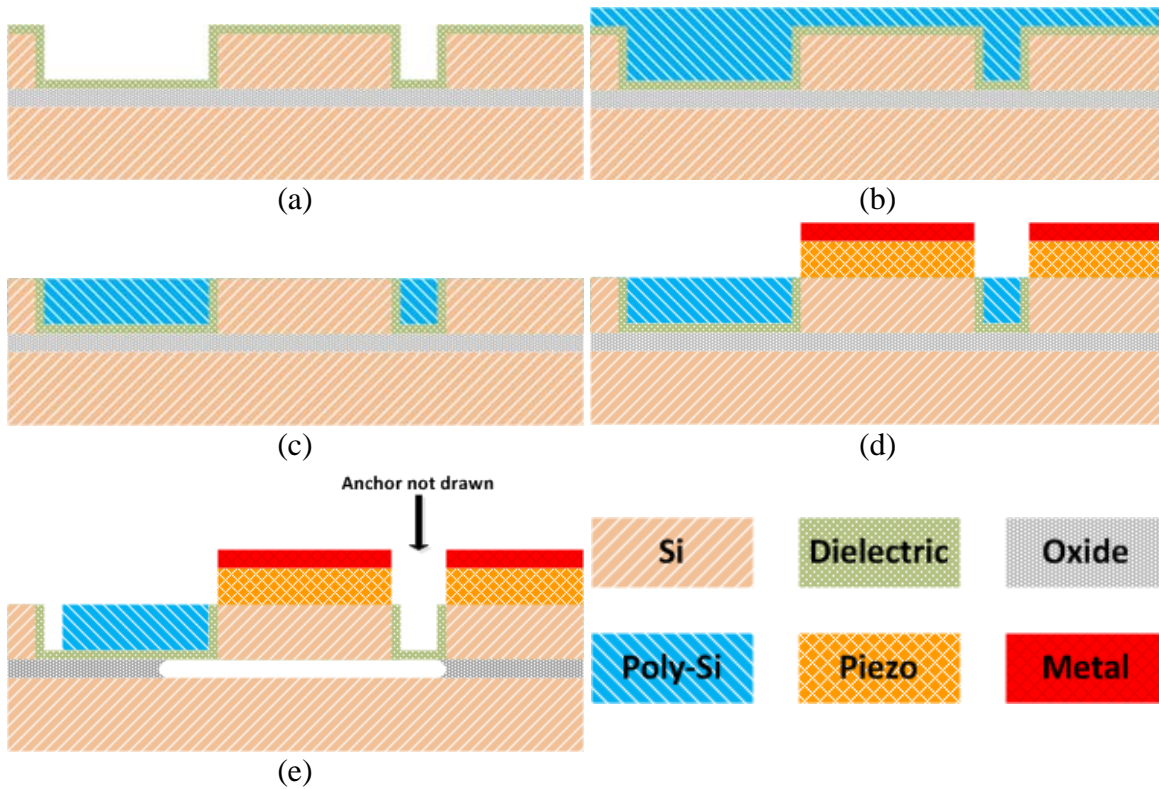 (a)
(b)
(c)
(d)
Anchor not drawn
(e)
Si
Dielectric
Oxide
Poly-Si
Piezo
Metal